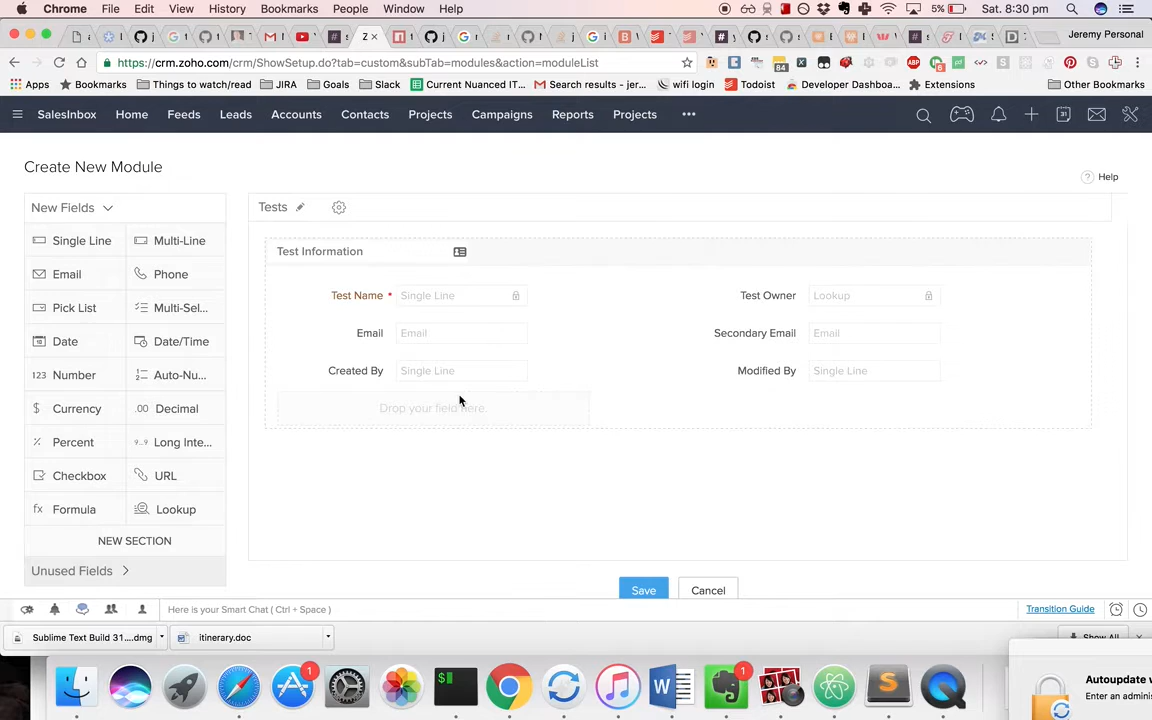 Chrome File Edit View History Bookmarks People Window Help 5% Sat. 8:30 pm
Jeremy Personal
https://crm.zoho.com/crm/ShowSetup.do?tab=custom&subTab=modules&action=moduleList
Apps Bookmarks Things to watch/read JIRA Goals Slack Current Nuanced IT... Search results - jer... wifi login Todoist Developer Dashboa... Extensions Other Bookmarks
SalesInbox Home Feeds Leads Accounts Contacts Projects Campaigns Reports Projects •••
Create New Module
? Help
New Fields
Tests
Single Line Multi-Line
Test Information
Email Phone
Test Name * Single Line Test Owner Lookup
Pick List Multi-Sel...
Email Email Secondary Email Email
Date Date/Time
Created By Single Line Modified By Single Line
123 Number Auto-Nu...
$ Currency .00 Decimal
Drop your field here.
% Percent Long Inte...
Checkbox URL
fx Formula Lookup
NEW SECTION
Unused Fields
Save Cancel
Here is your Smart Chat ( Ctrl + Space ) Transition Guide
Sublime Text Build 31....dmg itinerary.doc Show All
Autoupdate w
Enter an adminis